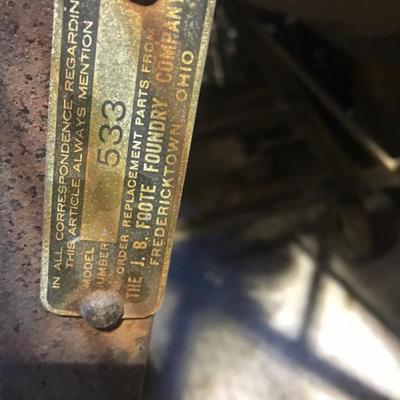 IN ALL CORRESPONDENCE REGARDIN
THIS ARTICLE ALWAYS MENTION
MODEL
NUMBER 533
ORDER REPLACEMENT PARTS FROM
THE J. B. FOOTE FOUNDRY COMPANY
FREDERICKTOWN, OHIO